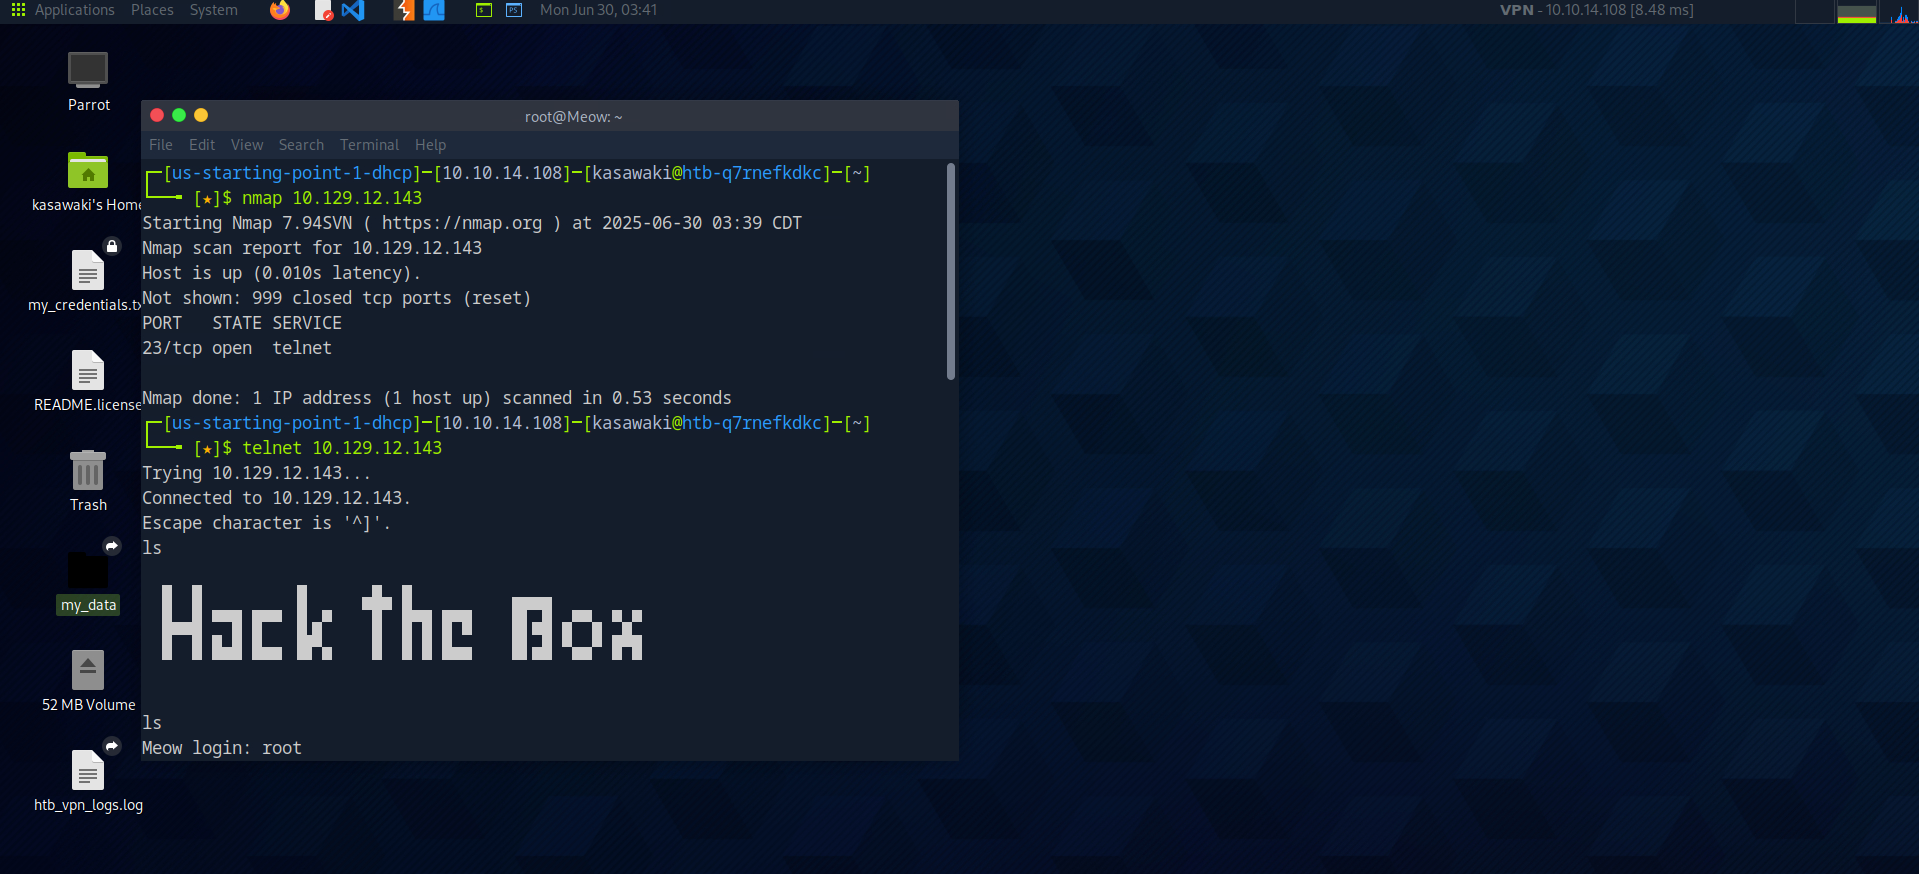 Applications Places System Mon Jun 30, 03:41 VPN - 10.10.14.108 [8.48 ms]
Parrot
kasawaki's Home
my_credentials.tx
README.license
Trash
my_data
52 MB Volume
htb_vpn_logs.log
root@Meow: ~
File Edit View Search Terminal Help
┌─[us-starting-point-1-dhcp]─[10.10.14.108]─[kasawaki@htb-q7rnefkdkc]─[~]
└──╼ [★]$ nmap 10.129.12.143
Starting Nmap 7.94SVN ( https://nmap.org ) at 2025-06-30 03:39 CDT
Nmap scan report for 10.129.12.143
Host is up (0.010s latency).
Not shown: 999 closed tcp ports (reset)
PORT   STATE SERVICE
23/tcp open  telnet
Nmap done: 1 IP address (1 host up) scanned in 0.53 seconds
┌─[us-starting-point-1-dhcp]─[10.10.14.108]─[kasawaki@htb-q7rnefkdkc]─[~]
└──╼ [★]$ telnet 10.129.12.143
Trying 10.129.12.143...
Connected to 10.129.12.143.
Escape character is '^]'.
ls
Hack the Box
ls
Meow login: root